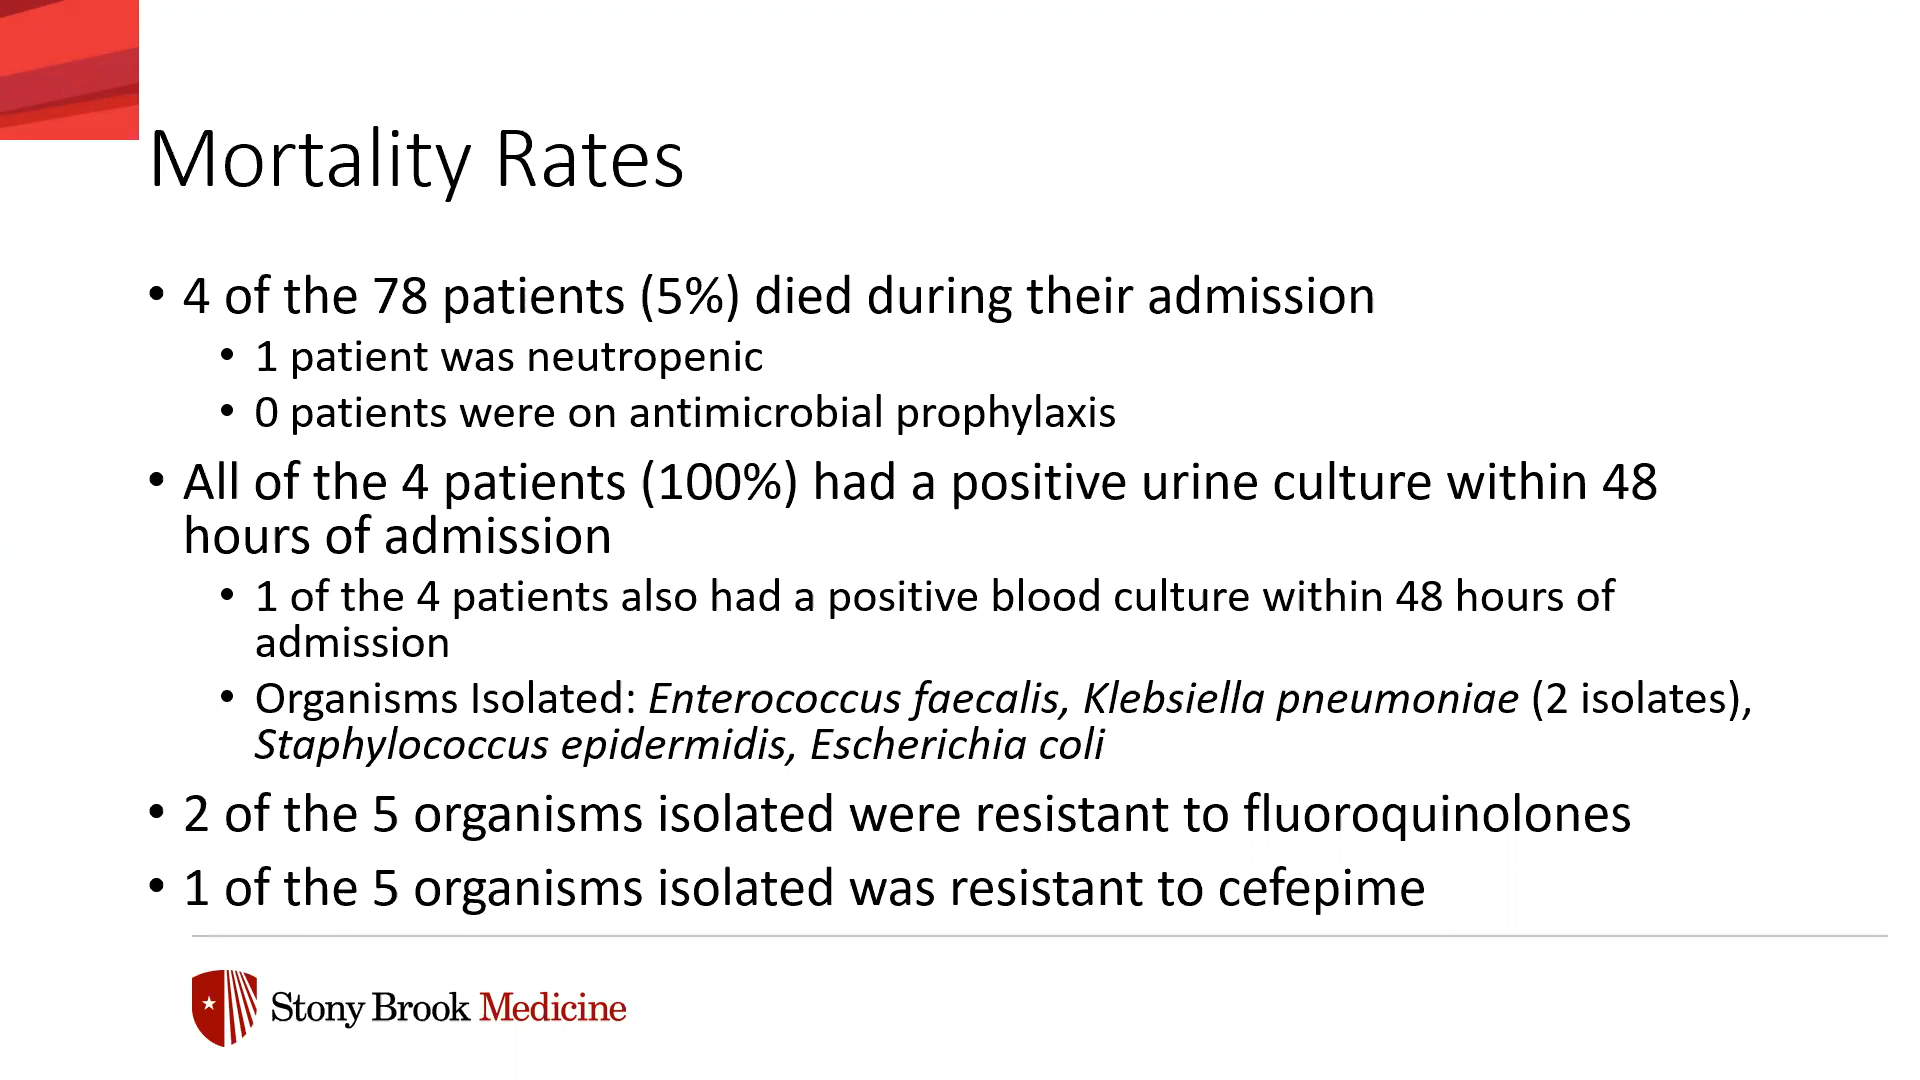 Mortality Rates
• 4 of the 78 patients (5%) died during their admission
• 1 patient was neutropenic
• 0 patients were on antimicrobial prophylaxis
• All of the 4 patients (100%) had a positive urine culture within 48
hours of admission
• 1 of the 4 patients also had a positive blood culture within 48 hours of
admission
• Organisms Isolated: Enterococcus faecalis, Klebsiella pneumoniae (2 isolates),
Staphylococcus epidermidis, Escherichia coli
• 2 of the 5 organisms isolated were resistant to fluoroquinolones
• 1 of the 5 organisms isolated was resistant to cefepime
Stony Brook Medicine